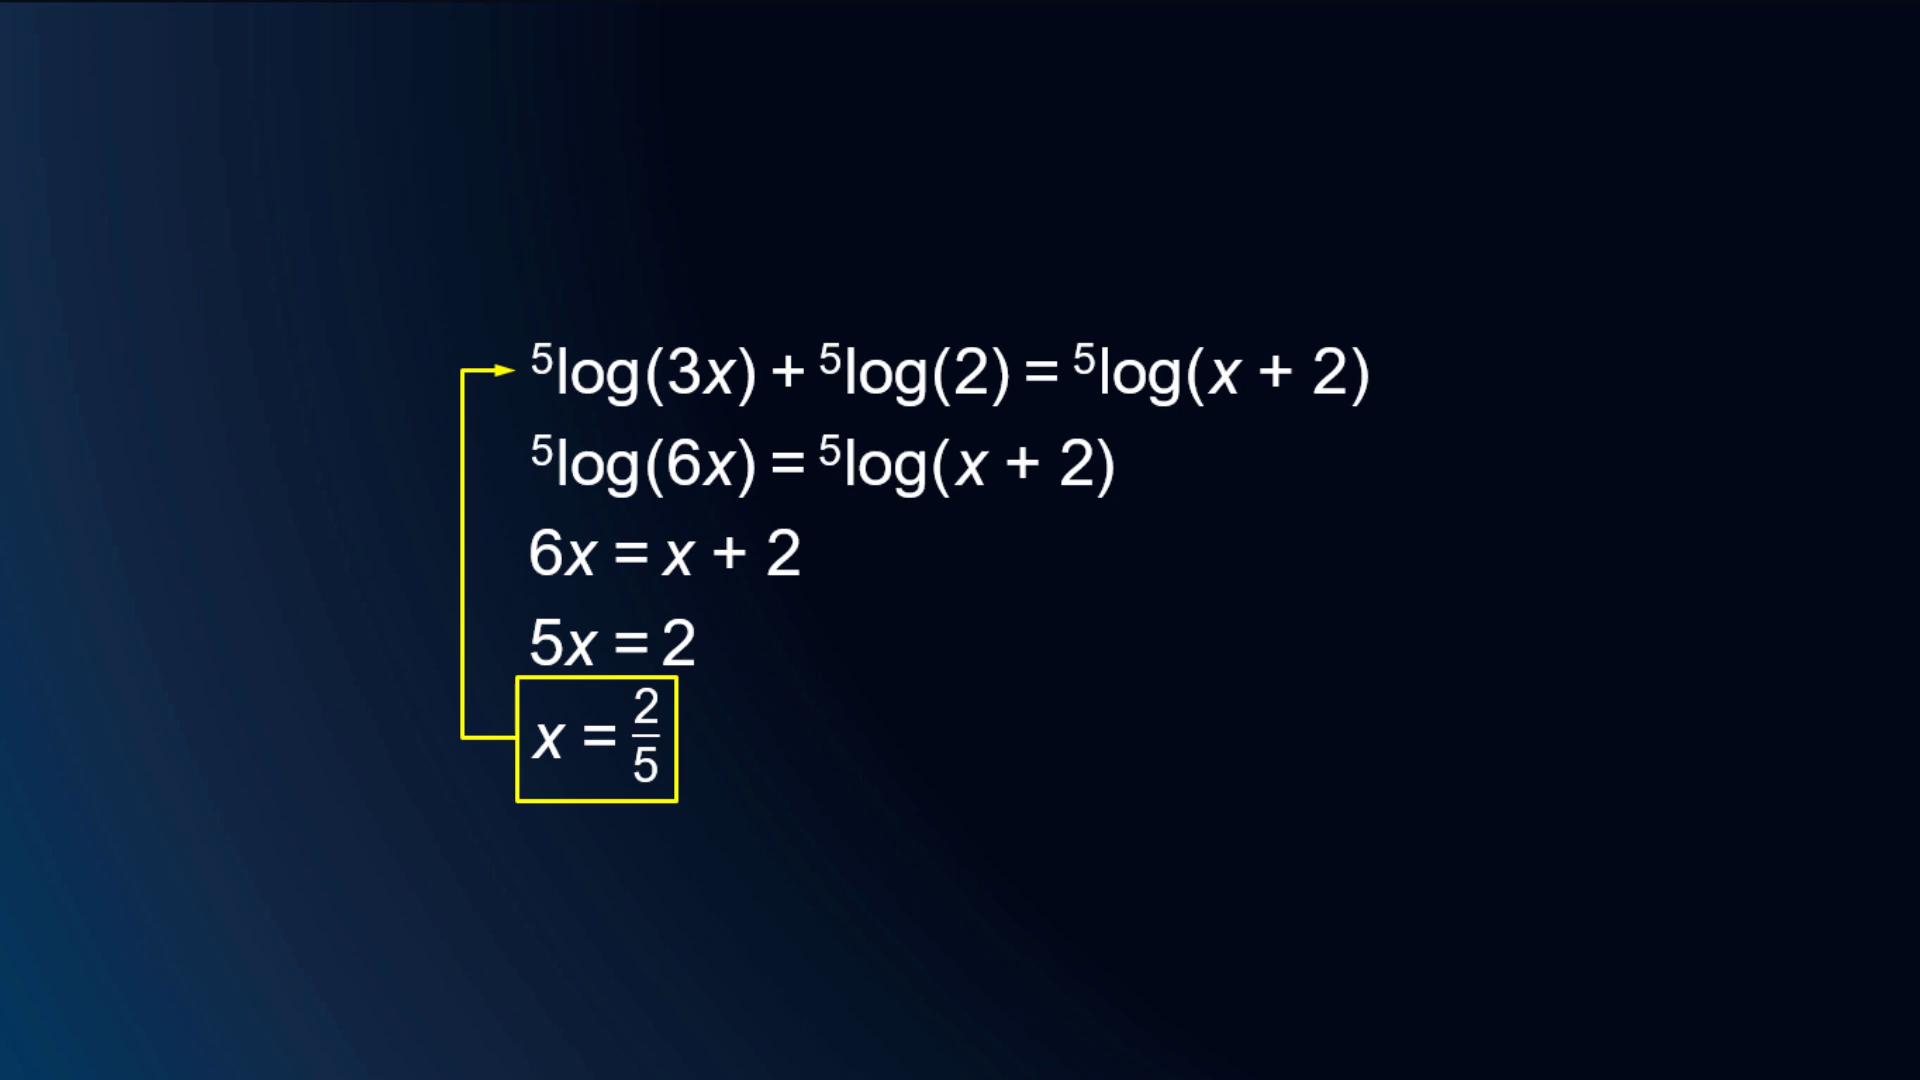 ⁵log(3x) + ⁵log(2) = ⁵log(x + 2)
⁵log(6x) = ⁵log(x + 2)
6x = x + 2
5x = 2
x = 2/5